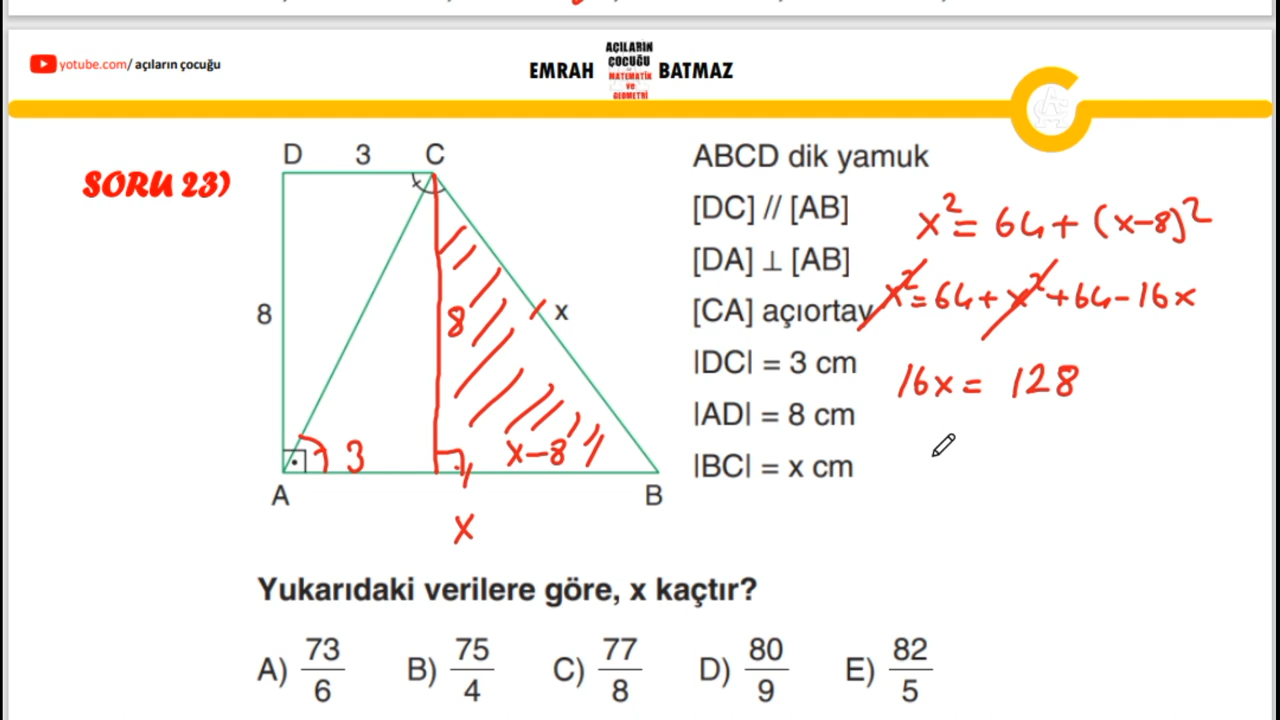 yotube.com/ açıların çocuğu
EMRAH
AÇILARIN
ÇOCUĞU
MATEMATİK
ve
GEOMETRİ
BATMAZ
SORU 23)
D 3 C
8
8
x
3
x-8
A
B
x
ABCD dik yamuk
[DC] // [AB]
[DA] ⊥ [AB]
[CA] açıortay
|DC| = 3 cm
|AD| = 8 cm
|BC| = x cm
x² = 64 + (x-8)²
x² = 64 + x² + 64 - 16x
16x = 128
Yukarıdaki verilere göre, x kaçtır?
A) 73/6 B) 75/4 C) 77/8 D) 80/9 E) 82/5